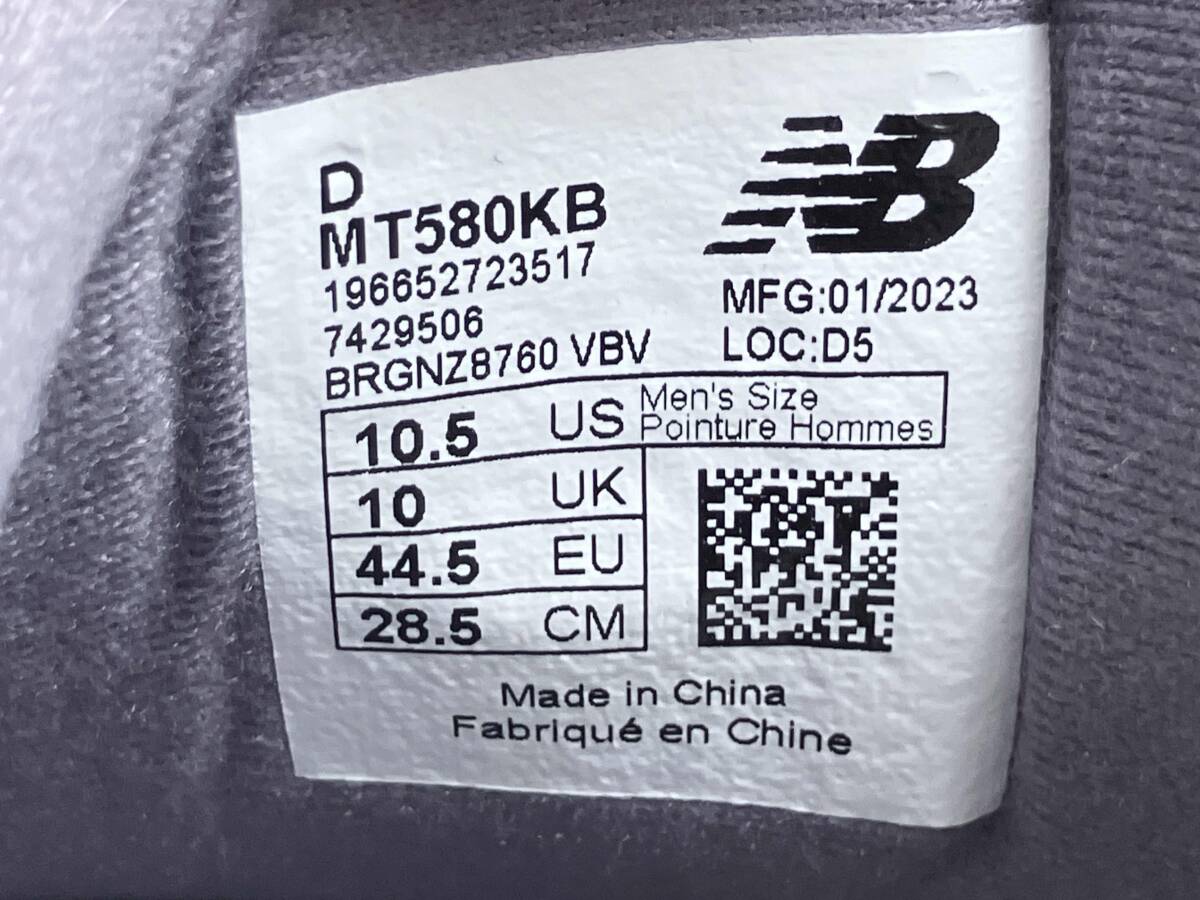 D
MT580KB
196652723517
7429506
BRGNZ8760 VBV
NB
MFG:01/2023
LOC:D5
10.5 US Men's Size
Pointure Hommes
10 UK
44.5 EU
28.5 CM
Made in China
Fabriqué en Chine